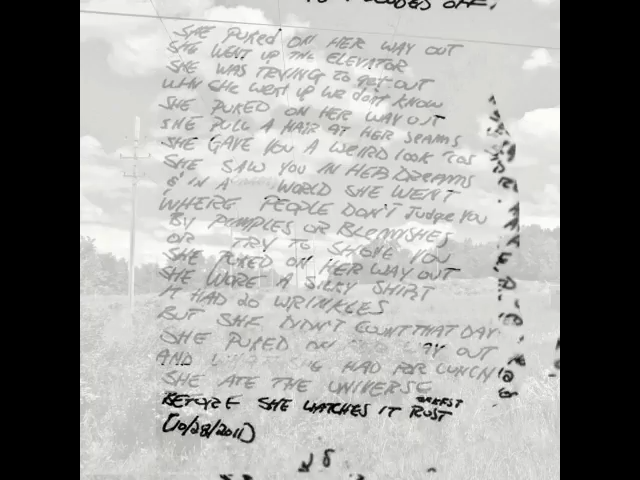 OFF.
SHE PUKED ON HER WAY OUT
SHE WENT UP THE ELEVATOR
SHE WAS TRYING to get OUT
WHY SHE WENT UP WE don't KNOW
SHE PUKED ON HER WAY OUT
SHE PULL A HAIR AT HER SEAMS
SHE GAVE YOU A WEIRD look
SHE SAW YOU IN HER DREAMS
IN A WORLD SHE WENT
WHERE PEOPLE DON'T Judge YOU
BY PIMPLES OR BLEMISHES
OR TRY TO YOU
SHE PUKED ON HER WAY OUT
SHE WORE A SILKY SHIRT
IT HAD 20 WRINKLES
BUT SHE DIDN'T COUNT THAT DAY
SHE PUKED ON WAY OUT
AND HAD FOR LUNCH
SHE ATE THE UNIVERSE
BEFORE SHE WATCHES IT RUST
(10/28/2011)